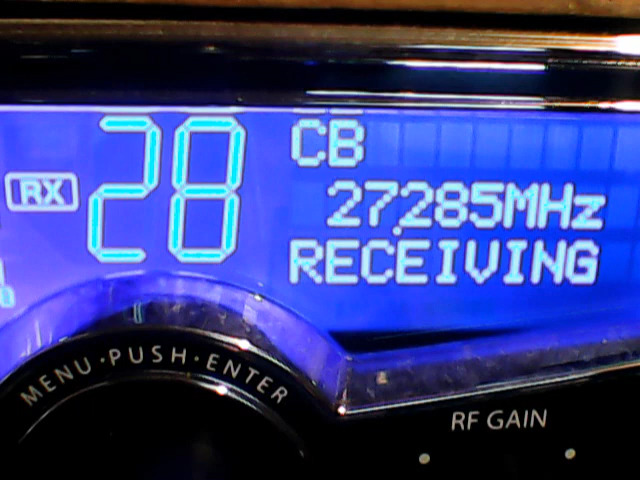 RX
28
CB
27.285MHz
RECEIVING
MENU·PUSH·ENTER
RF GAIN